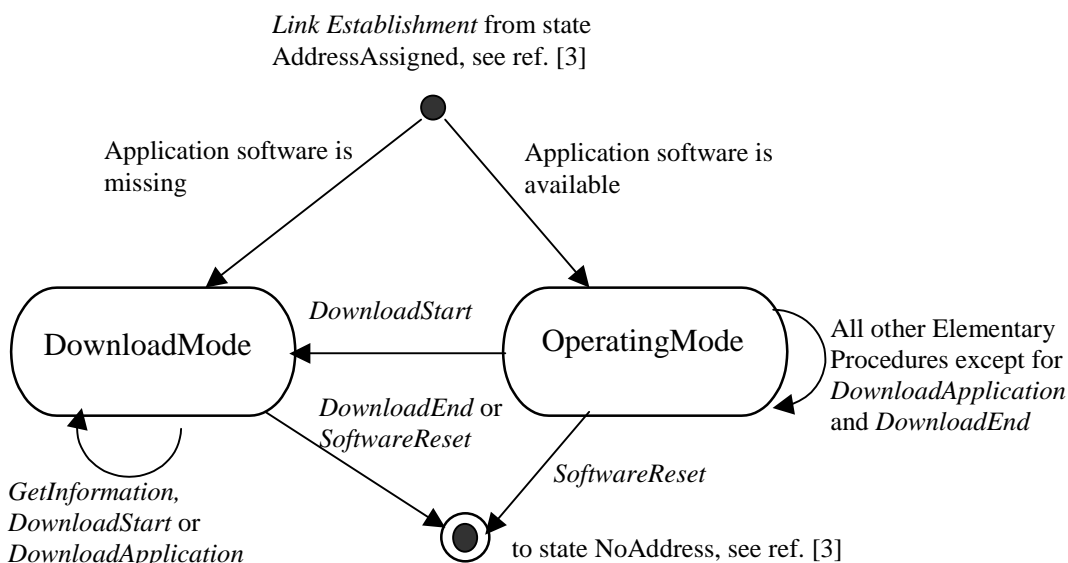 Link Establishment from state
AddressAssigned, see ref. [3]
Application software is
missing
Application software is
available
DownloadStart
DownloadMode
OperatingMode
All other Elementary
Procedures except for
DownloadApplication
and DownloadEnd
DownloadEnd or
SoftwareReset
SoftwareReset
GetInformation,
DownloadStart or
DownloadApplication
to state NoAddress, see ref. [3]